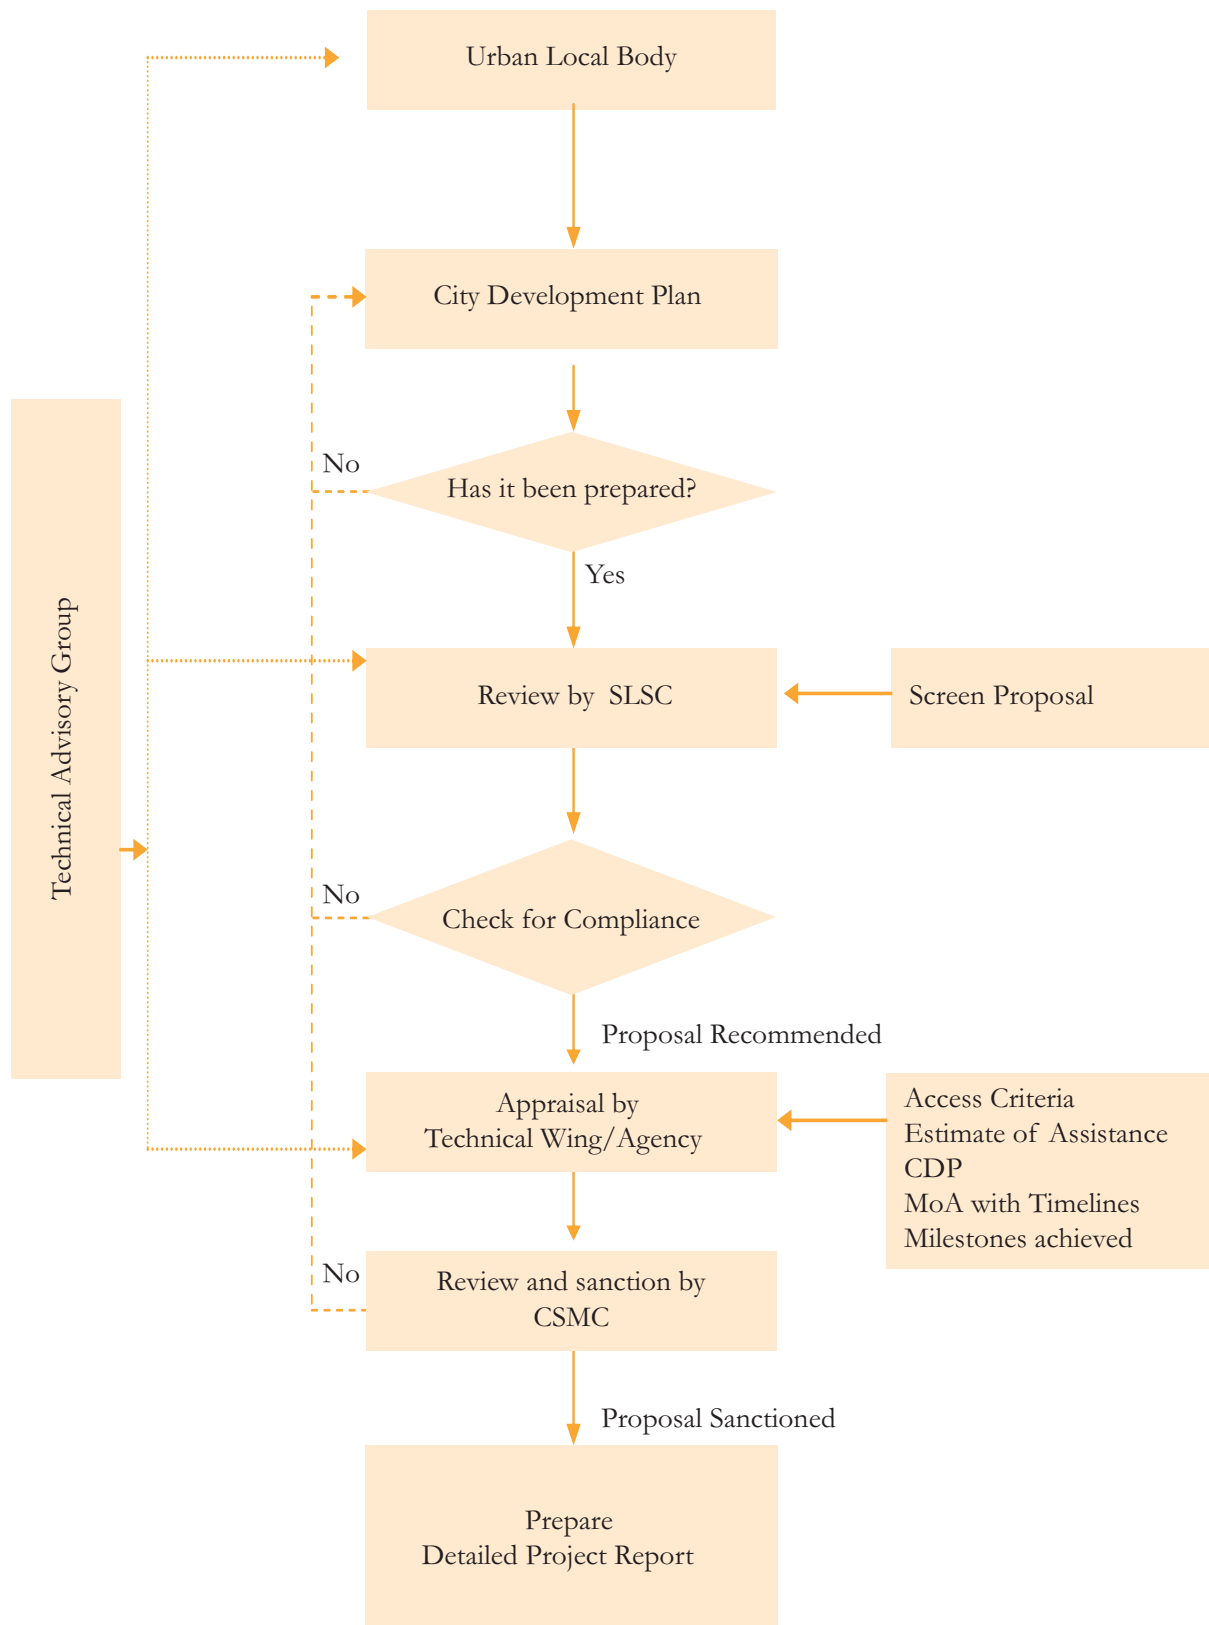 Urban Local Body
City Development Plan
No
Has it been prepared?
Yes
Technical Advisory Group
Review by SLSC
Screen Proposal
No
Check for Compliance
Proposal Recommended
Appraisal by
Technical Wing/Agency
Access Criteria
Estimate of Assistance
CDP
MoA with Timelines
Milestones achieved
No
Review and sanction by
CSMC
Proposal Sanctioned
Prepare
Detailed Project Report